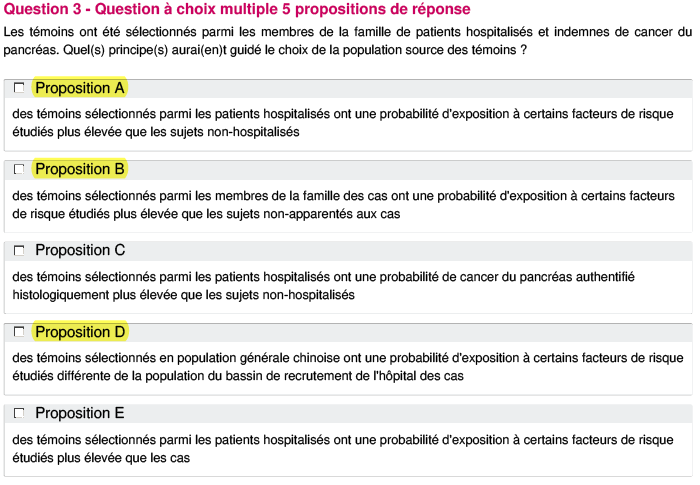 Question 3 - Question à choix multiple 5 propositions de réponse
Les témoins ont été sélectionnés parmi les membres de la famille de patients hospitalisés et indemnes de cancer du
pancréas. Quel(s) principe(s) aurai(en)t guidé le choix de la population source des témoins ?
Proposition A
des témoins sélectionnés parmi les patients hospitalisés ont une probabilité d'exposition à certains facteurs de risque
étudiés plus élevée que les sujets non-hospitalisés
Proposition B
des témoins sélectionnés parmi les membres de la famille des cas ont une probabilité d'exposition à certains facteurs
de risque étudiés plus élevée que les sujets non-apparentés aux cas
Proposition C
des témoins sélectionnés parmi les patients hospitalisés ont une probabilité de cancer du pancréas authentifié
histologiquement plus élevée que les sujets non-hospitalisés
Proposition D
des témoins sélectionnés en population générale chinoise ont une probabilité d'exposition à certains facteurs de risque
étudiés différente de la population du bassin de recrutement de l'hôpital des cas
Proposition E
des témoins sélectionnés parmi les patients hospitalisés ont une probabilité d'exposition à certains facteurs de risque
étudiés plus élevée que les cas